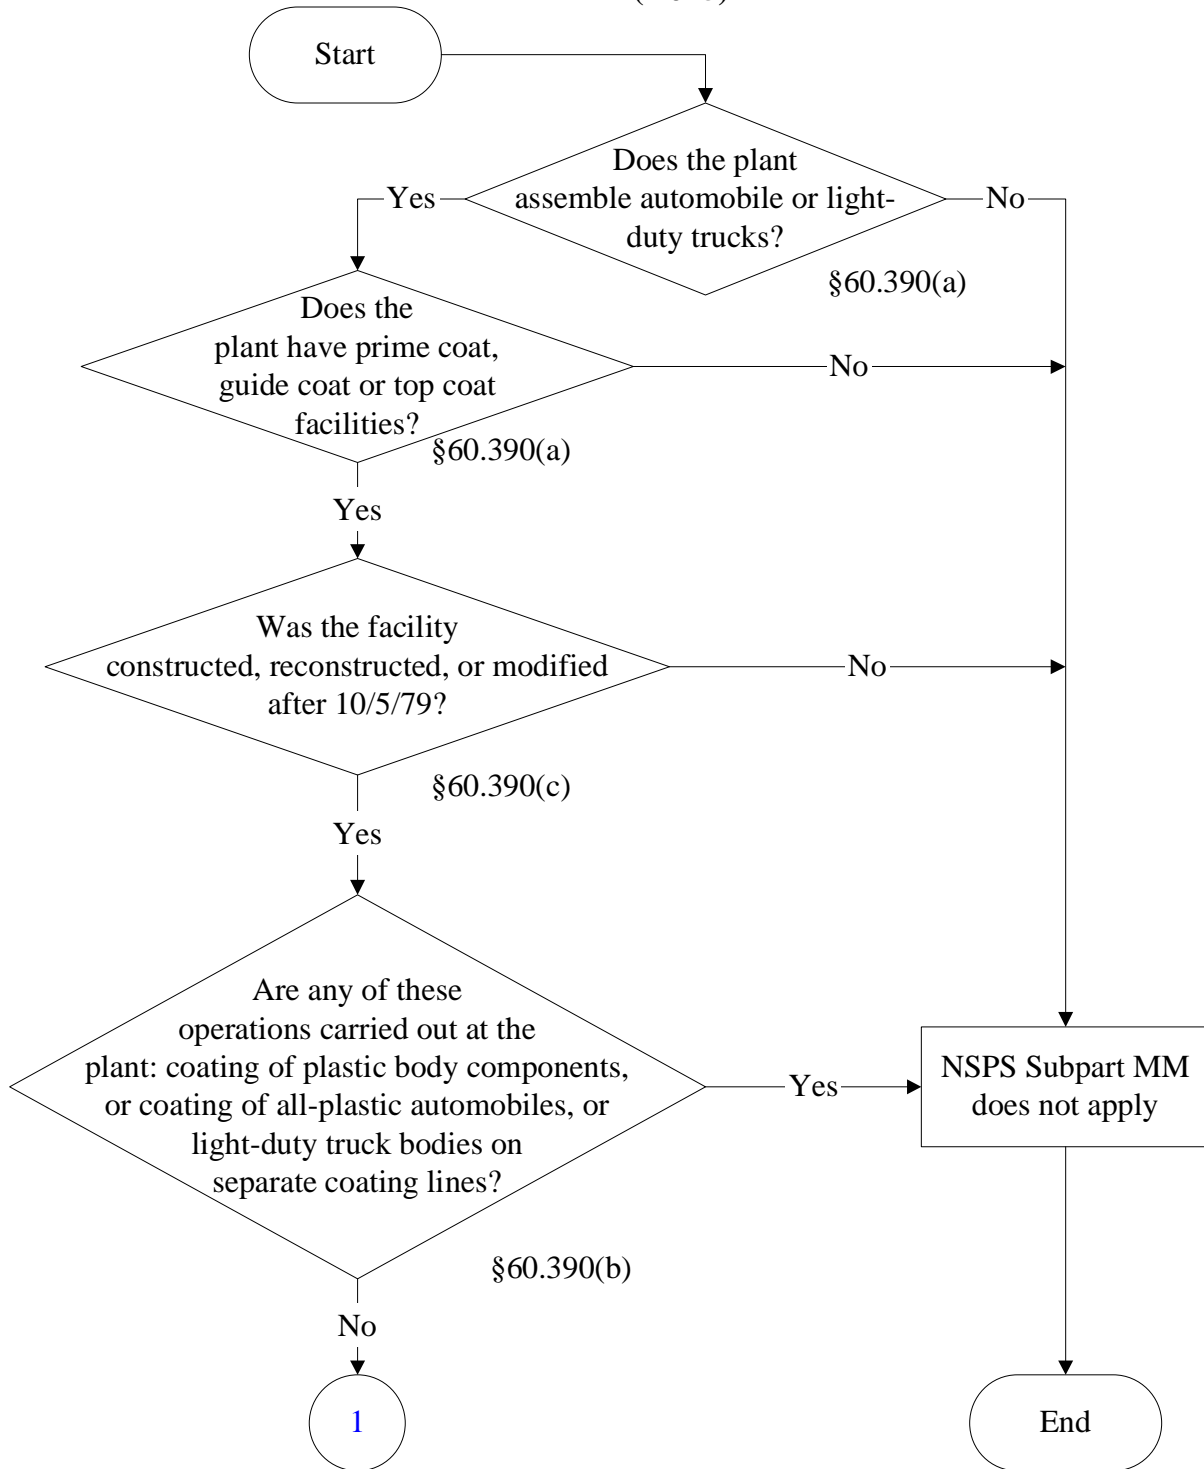 Start
Does the plant
assemble automobile or light-
duty trucks?
Yes
No
§60.390(a)
Does the
plant have prime coat,
guide coat or top coat
facilities?
No
§60.390(a)
Yes
Was the facility
constructed, reconstructed, or modified
after 10/5/79?
No
§60.390(c)
Yes
Are any of these
operations carried out at the
plant: coating of plastic body components,
or coating of all-plastic automobiles, or
light-duty truck bodies on
separate coating lines?
Yes
NSPS Subpart MM
does not apply
§60.390(b)
No
1
End